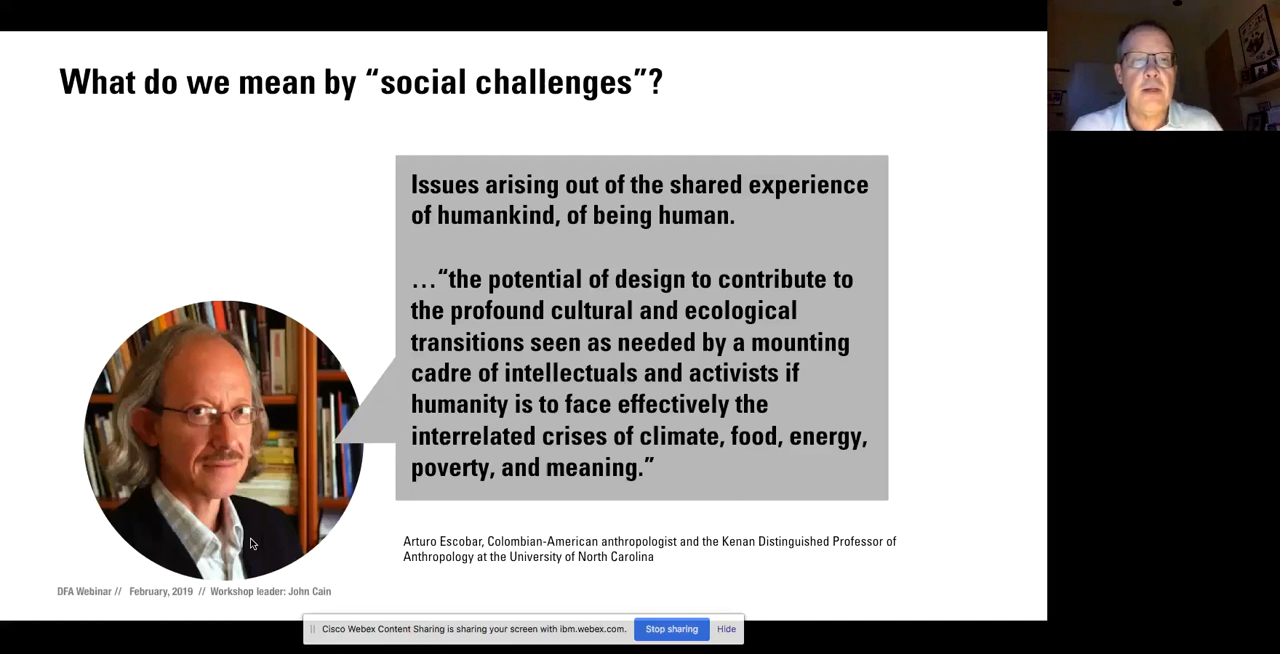 What do we mean by “social challenges”?
Issues arising out of the shared experience
of humankind, of being human.
…“the potential of design to contribute to
the profound cultural and ecological
transitions seen as needed by a mounting
cadre of intellectuals and activists if
humanity is to face effectively the
interrelated crises of climate, food, energy,
poverty, and meaning.”
Arturo Escobar, Colombian-American anthropologist and the Kenan Distinguished Professor of
Anthropology at the University of North Carolina
DFA Webinar // February, 2019 // Workshop leader: John Cain
Cisco Webex Content Sharing is sharing your screen with ibm.webex.com. Stop sharing Hide